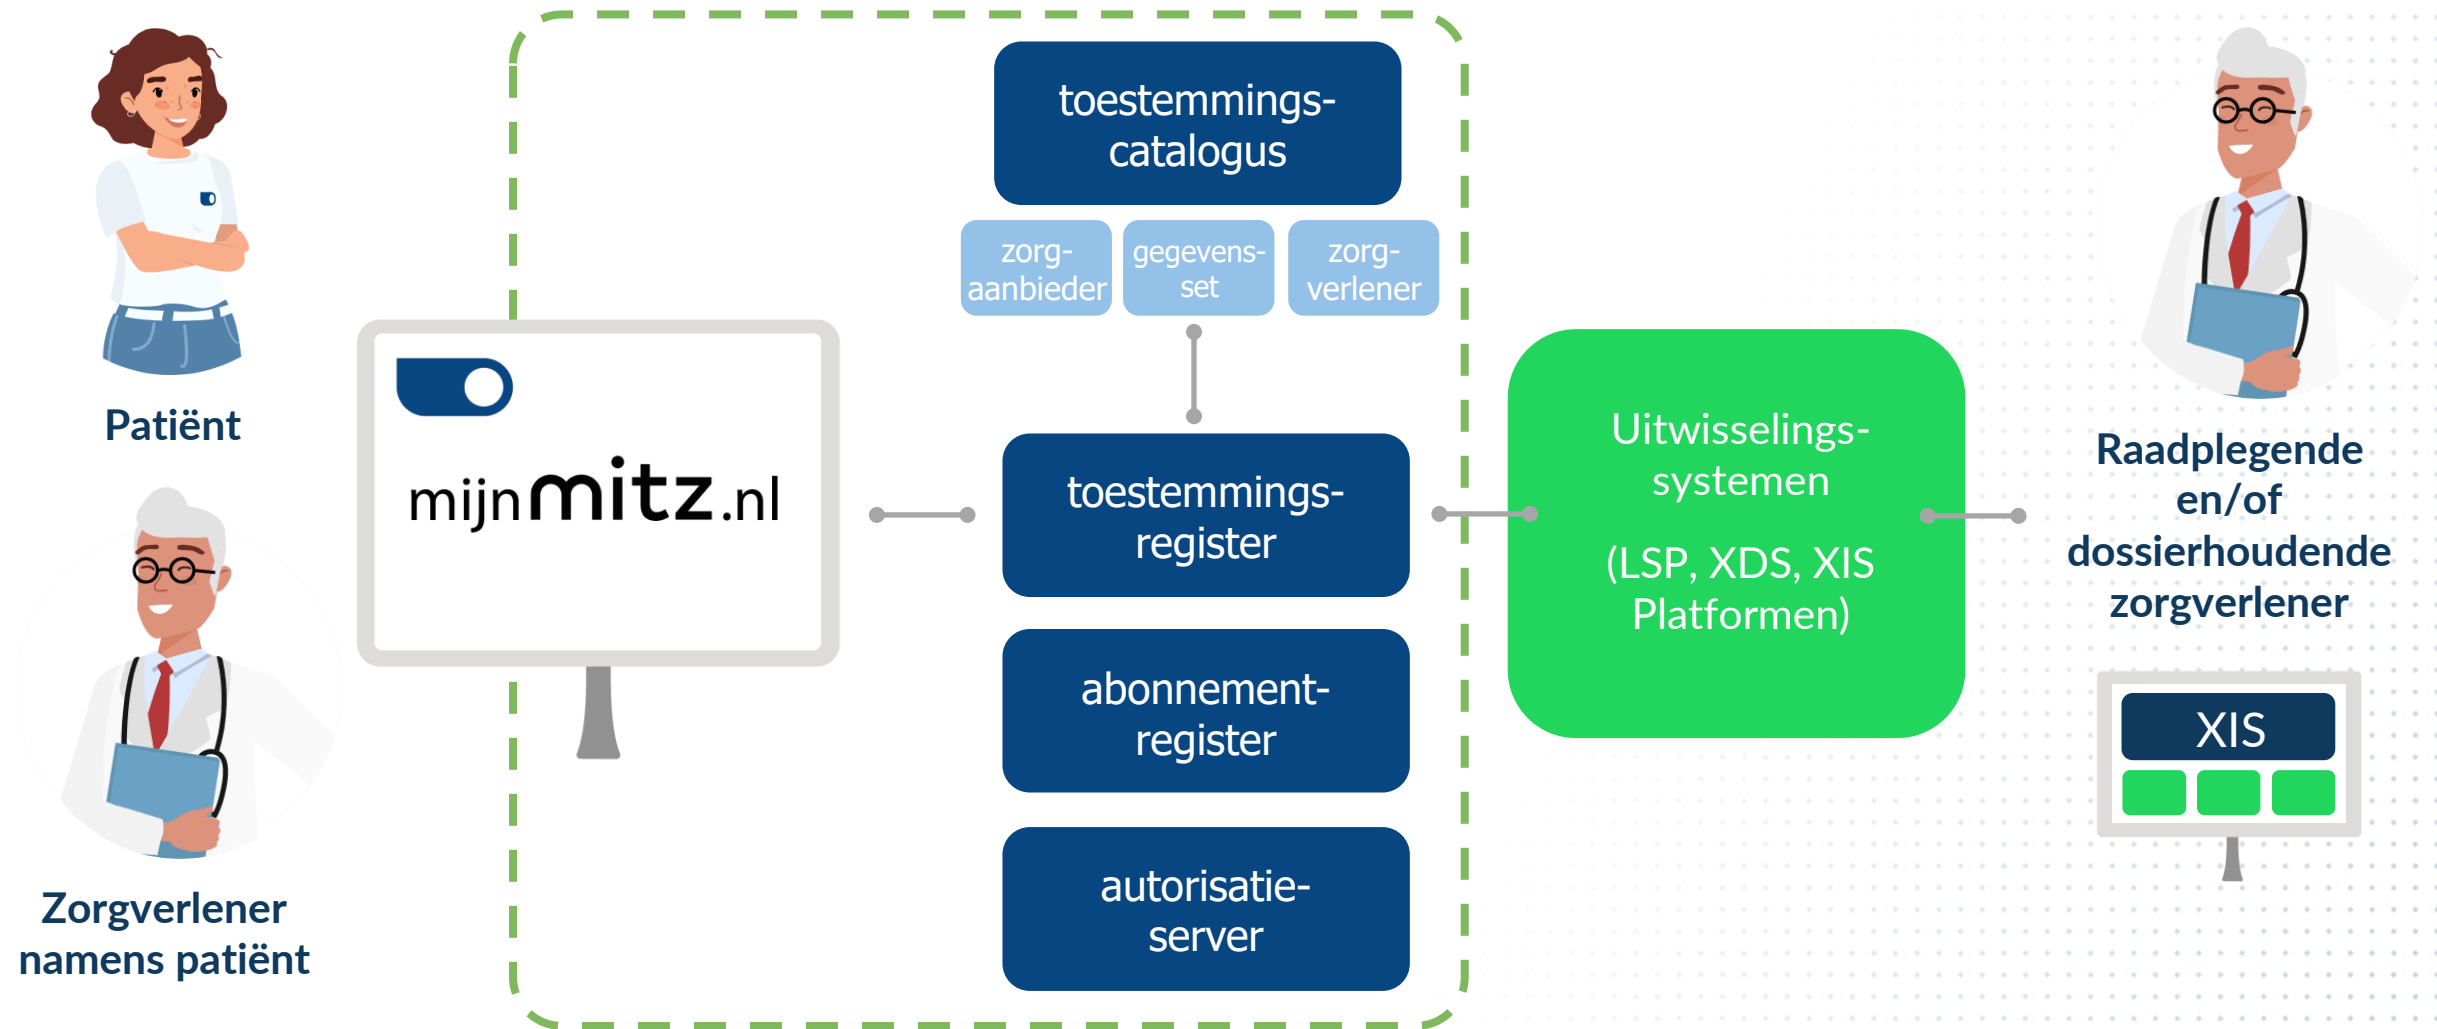 Patiënt
Zorgverlener
namens patiënt
mijnmitz.nl
toestemmings-
catalogus
zorg-
aanbieder
gegevens-
set
zorg-
verlener
toestemmings-
register
abonnement-
register
autorisatie-
server
Uitwisselings-
systemen
(LSP, XDS, XIS
Platformen)
Raadplegende
en/of
dossierhoudende
zorgverlener
XIS